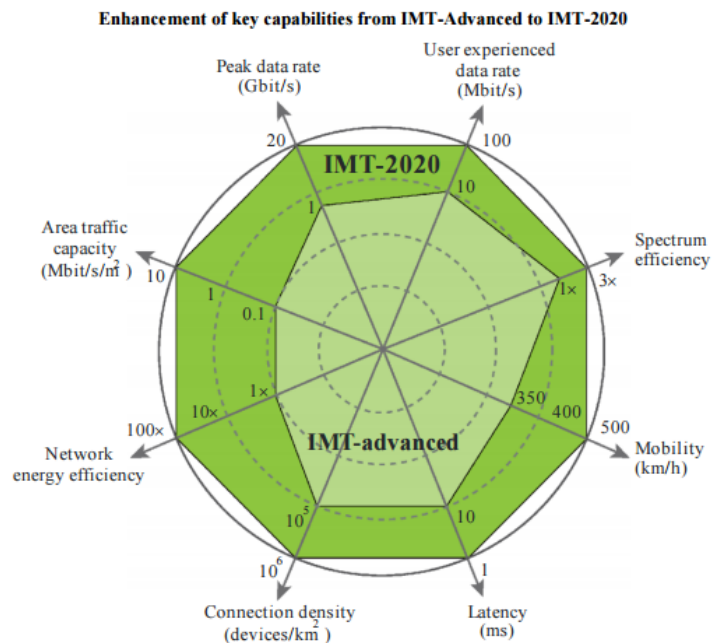 Enhancement of key capabilities from IMT-Advanced to IMT-2020
Peak data rate
(Gbit/s)
User experienced
data rate
(Mbit/s)
20
100
IMT-2020
1
10
Area traffic
capacity
(Mbit/s/m²)
Spectrum
efficiency
10
1
0.1
1×
3×
1×
10×
100×
350
400
500
Network
energy efficiency
Mobility
(km/h)
IMT-advanced
10⁵
10
10⁶
1
Connection density
(devices/km²)
Latency
(ms)